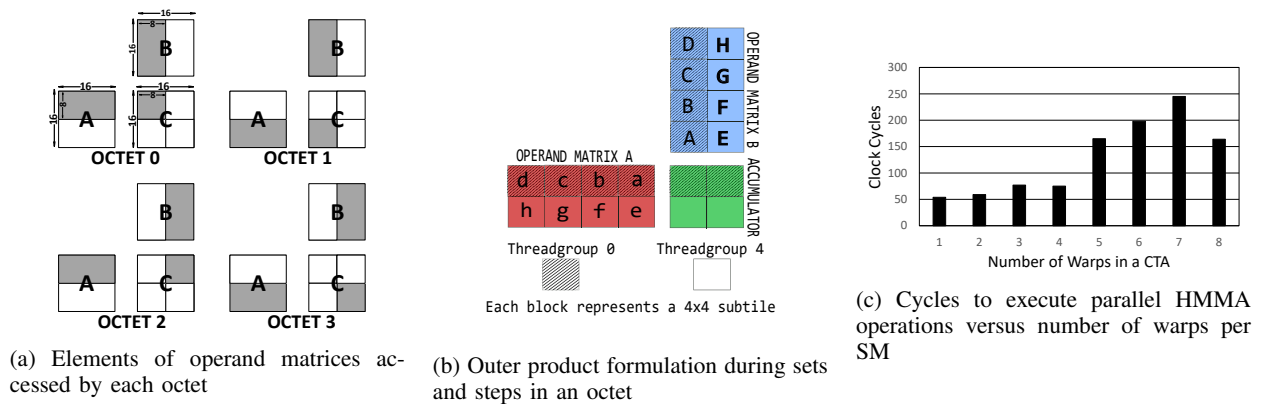 16
8
16
B
B
16
8
16
A
16
8
16
C
A
C
OCTET 0
OCTET 1
B
B
A
C
A
C
OCTET 2
OCTET 3
(a) Elements of operand matrices ac-
cessed by each octet
D H
C G
B F
A E
OPERAND MATRIX B
OPERAND MATRIX A
d c b a
h g f e
ACCUMULATOR
Threadgroup 0 Threadgroup 4
Each block represents a 4x4 subtile
(b) Outer product formulation during sets
and steps in an octet
Clock Cycles
300
250
200
150
100
50
0
1 2 3 4 5 6 7 8
Number of Warps in a CTA
(c) Cycles to execute parallel HMMA
operations versus number of warps per
SM